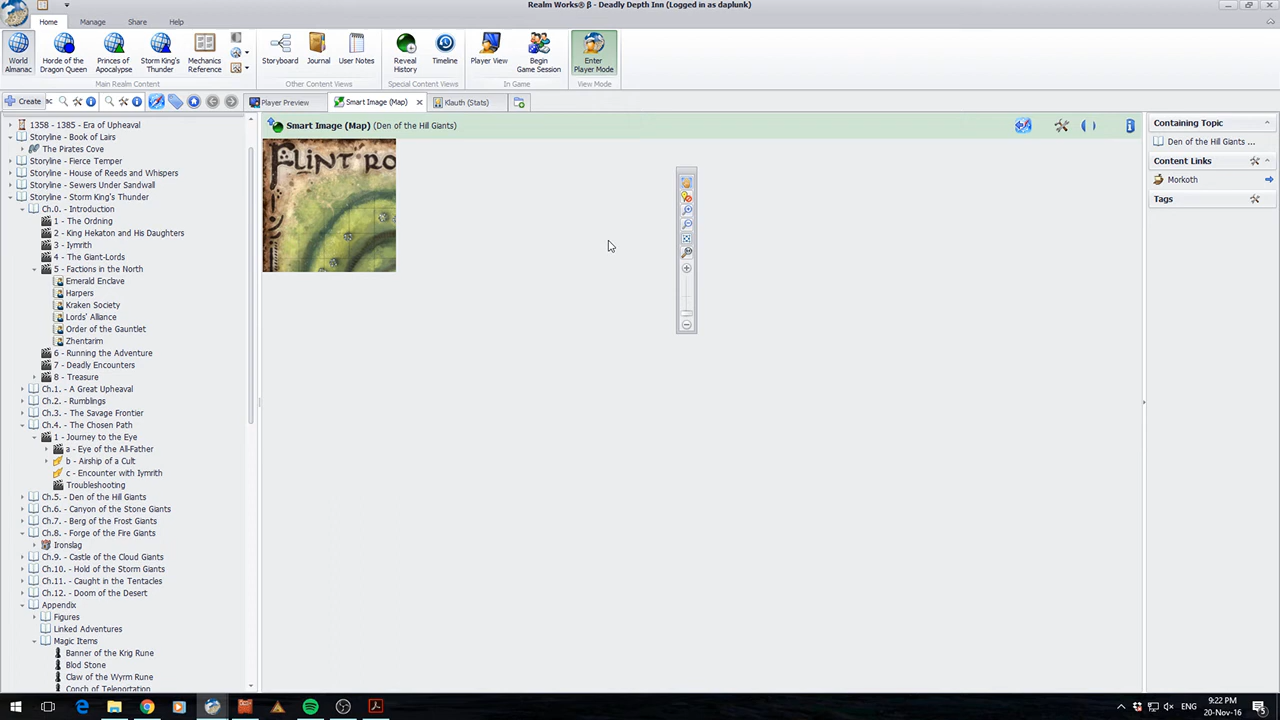 Realm Works® β - Deadly Depth Inn (Logged in as daplunk)
Home Manage Share Help
World Almanac
Horde of the Dragon Queen
Princes of Apocalypse
Storm King's Thunder
Mechanics Reference
Storyboard
Journal
User Notes
Reveal History
Timeline
Player View
Begin Game Session
Enter Player Mode
Main Realm Content
Other Content Views
Special Content Views
In Game
View Mode
Create
Player Preview
Smart Image (Map)
Klauth (Stats)
1358 - 1385 - Era of Upheaval
Storyline - Book of Lairs
The Pirates Cove
Storyline - Fierce Temper
Storyline - House of Reeds and Whispers
Storyline - Sewers Under Sandwall
Storyline - Storm King's Thunder
Ch.0. - Introduction
1 - The Ordning
2 - King Hekaton and His Daughters
3 - Iymrith
4 - The Giant-Lords
5 - Factions in the North
Emerald Enclave
Harpers
Kraken Society
Lords' Alliance
Order of the Gauntlet
Zhentarim
6 - Running the Adventure
7 - Deadly Encounters
8 - Treasure
Ch.1. - A Great Upheaval
Ch.2. - Rumblings
Ch.3. - The Savage Frontier
Ch.4. - The Chosen Path
1 - Journey to the Eye
a - Eye of the All-Father
b - Airship of a Cult
c - Encounter with Iymrith
Troubleshooting
Ch.5. - Den of the Hill Giants
Ch.6. - Canyon of the Stone Giants
Ch.7. - Berg of the Frost Giants
Ch.8. - Forge of the Fire Giants
Ironslag
Ch.9. - Castle of the Cloud Giants
Ch.10. - Hold of the Storm Giants
Ch.11. - Caught in the Tentacles
Ch.12. - Doom of the Desert
Appendix
Figures
Linked Adventures
Magic Items
Banner of the Krig Rune
Blod Stone
Claw of the Wyrm Rune
Conch of Teleportation
Smart Image (Map) (Den of the Hill Giants)
Flint Ro
Containing Topic
Den of the Hill Giants ...
Content Links
Morkoth
Tags
9:22 PM
20-Nov-16